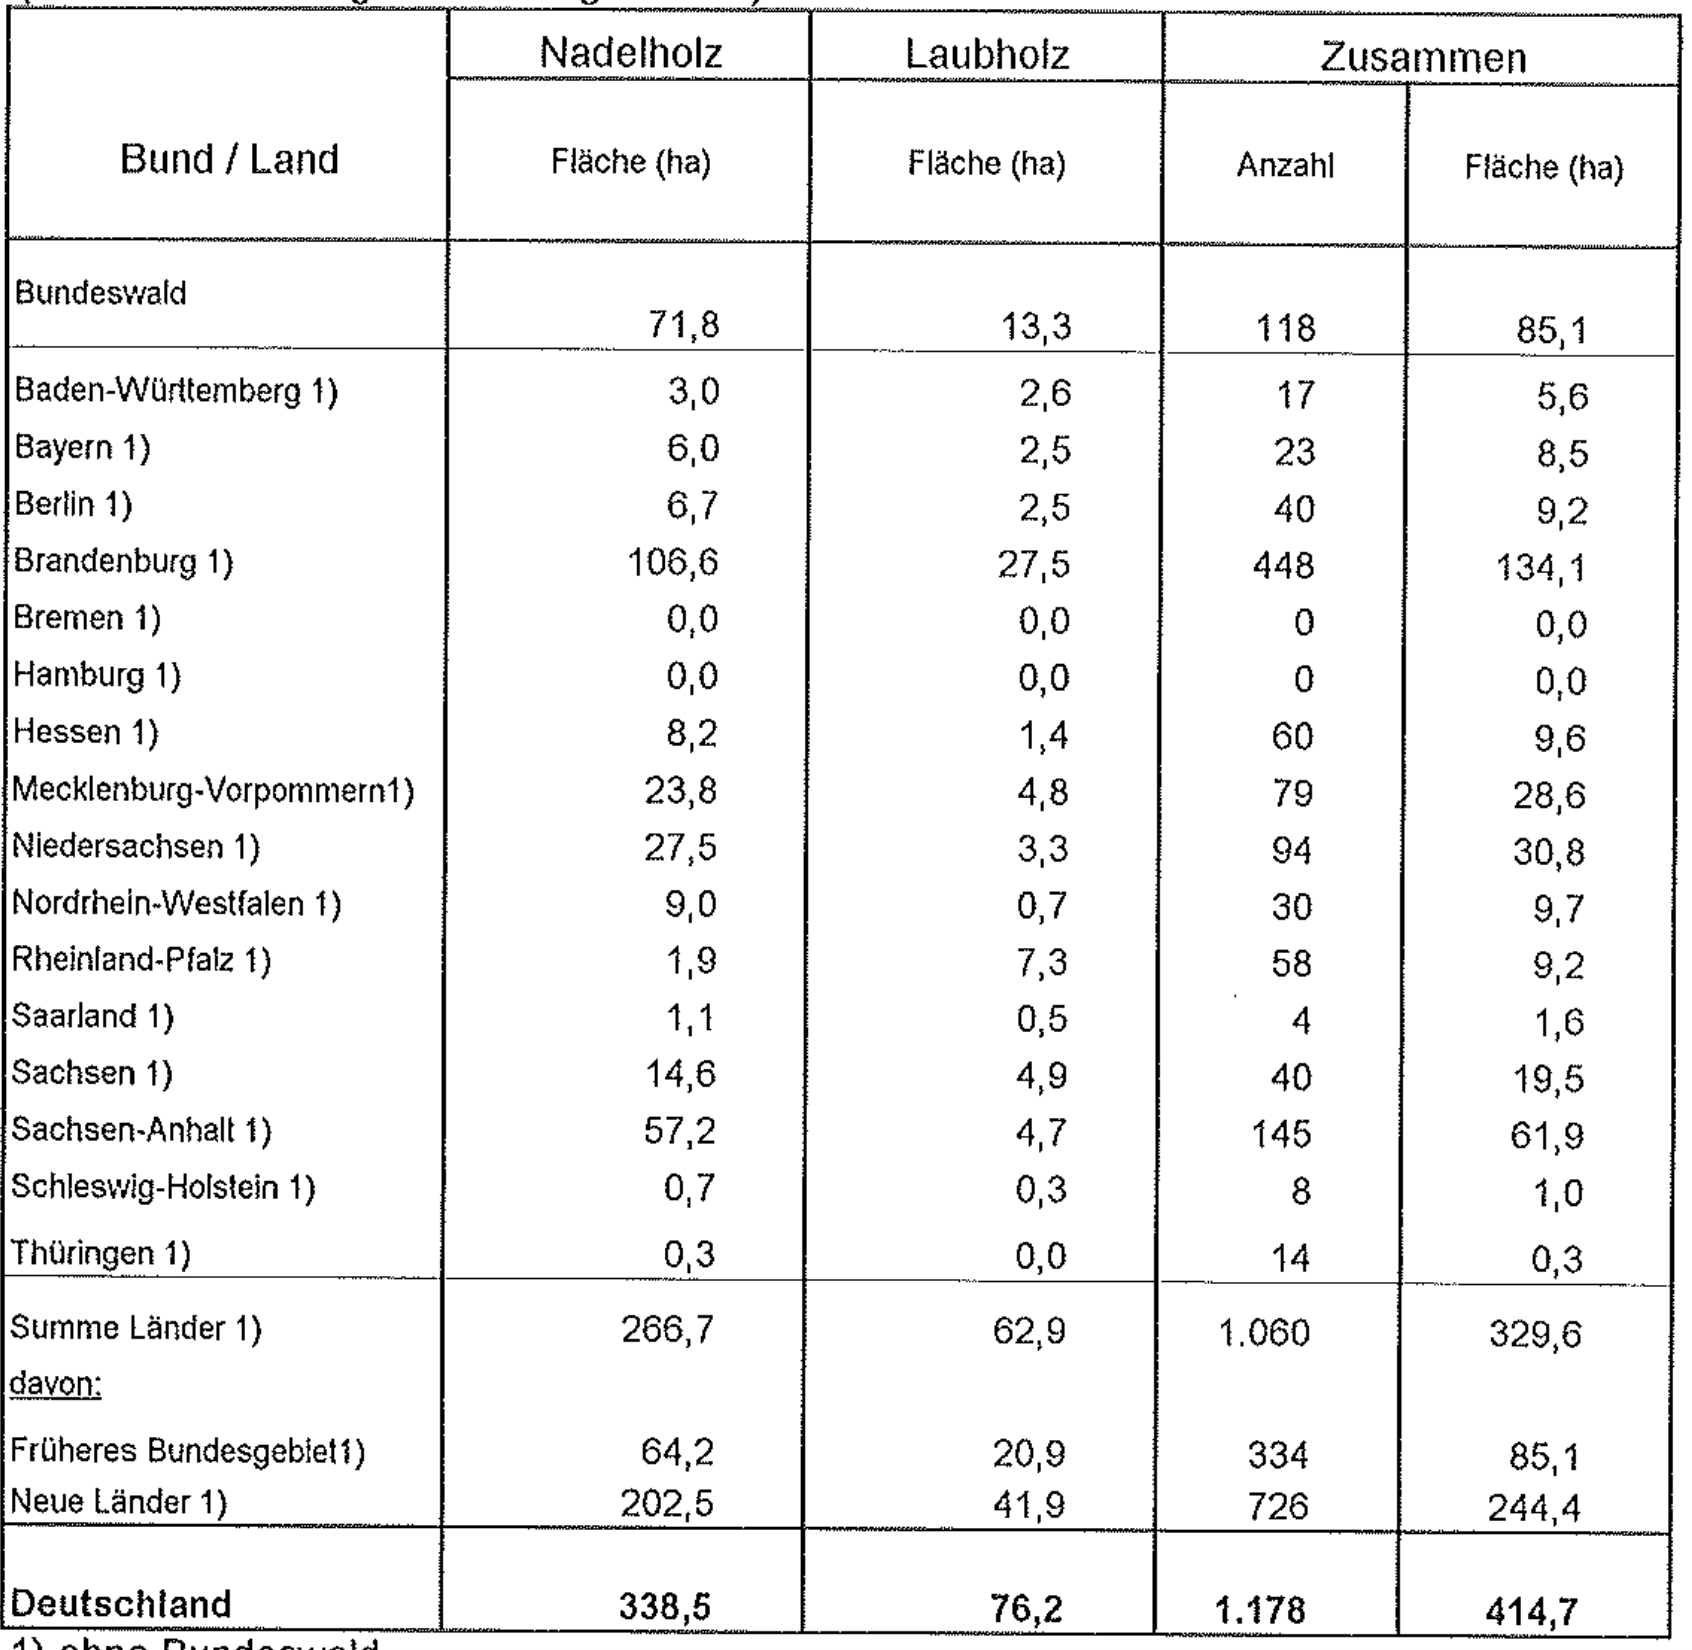 Nadelholz Laubholz Zusammen
Bund / Land Fläche (ha) Fläche (ha) Anzahl Fläche (ha)
Bundeswald 71,8 13,3 118 85,1
Baden-Württemberg 1) 3,0 2,6 17 5,6
Bayern 1) 6,0 2,5 23 8,5
Berlin 1) 6,7 2,5 40 9,2
Brandenburg 1) 106,6 27,5 448 134,1
Bremen 1) 0,0 0,0 0 0,0
Hamburg 1) 0,0 0,0 0 0,0
Hessen 1) 8,2 1,4 60 9,6
Mecklenburg-Vorpommern1) 23,8 4,8 79 28,6
Niedersachsen 1) 27,5 3,3 94 30,8
Nordrhein-Westfalen 1) 9,0 0,7 30 9,7
Rheinland-Pfalz 1) 1,9 7,3 58 9,2
Saarland 1) 1,1 0,5 4 1,6
Sachsen 1) 14,6 4,9 40 19,5
Sachsen-Anhalt 1) 57,2 4,7 145 61,9
Schleswig-Holstein 1) 0,7 0,3 8 1,0
Thüringen 1) 0,3 0,0 14 0,3
Summe Länder 1) 266,7 62,9 1.060 329,6
davon:
Früheres Bundesgebiet1) 64,2 20,9 334 85,1
Neue Länder 1) 202,5 41,9 726 244,4
Deutschland 338,5 76,2 1.178 414,7
1) ohne Bundeswald